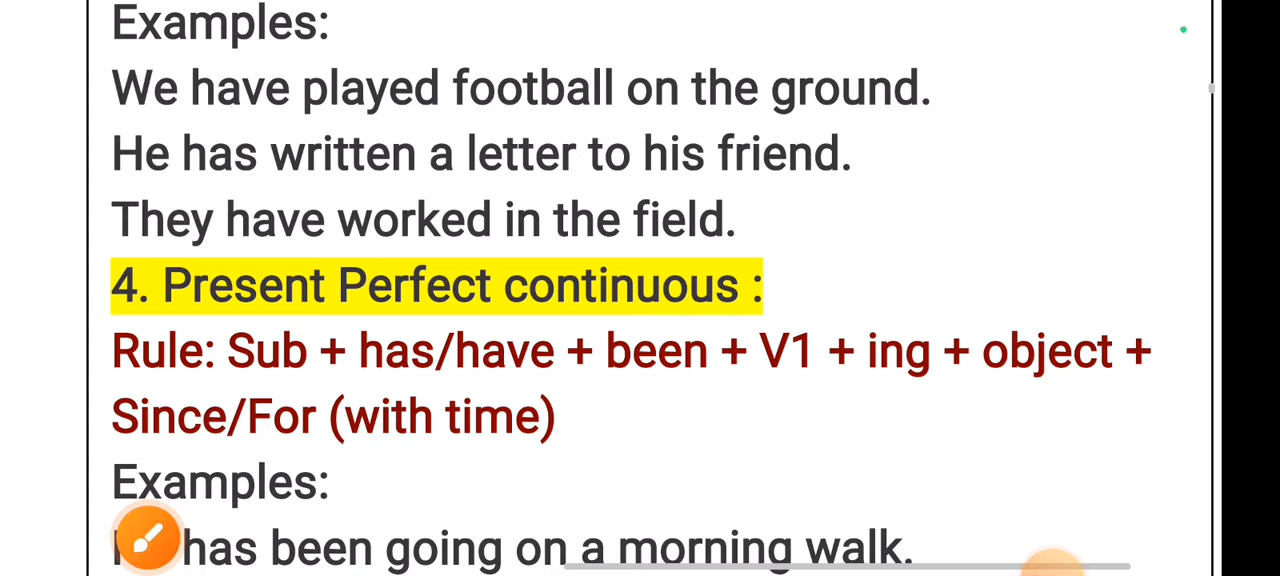 Examples:
We have played football on the ground.
He has written a letter to his friend.
They have worked in the field.
4. Present Perfect continuous :
Rule: Sub + has/have + been + V1 + ing + object +
Since/For (with time)
Examples:
has been going on a morning walk.